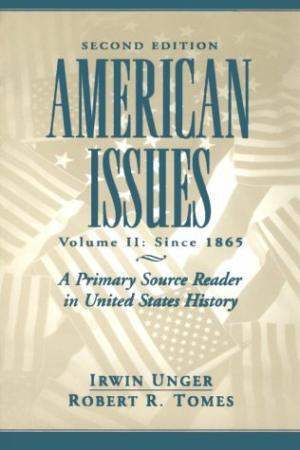 SECOND EDITION
AMERICAN
ISSUES
Volume II: Since 1865
A Primary Source Reader
in United States History
IRWIN UNGER
ROBERT R. TOMES